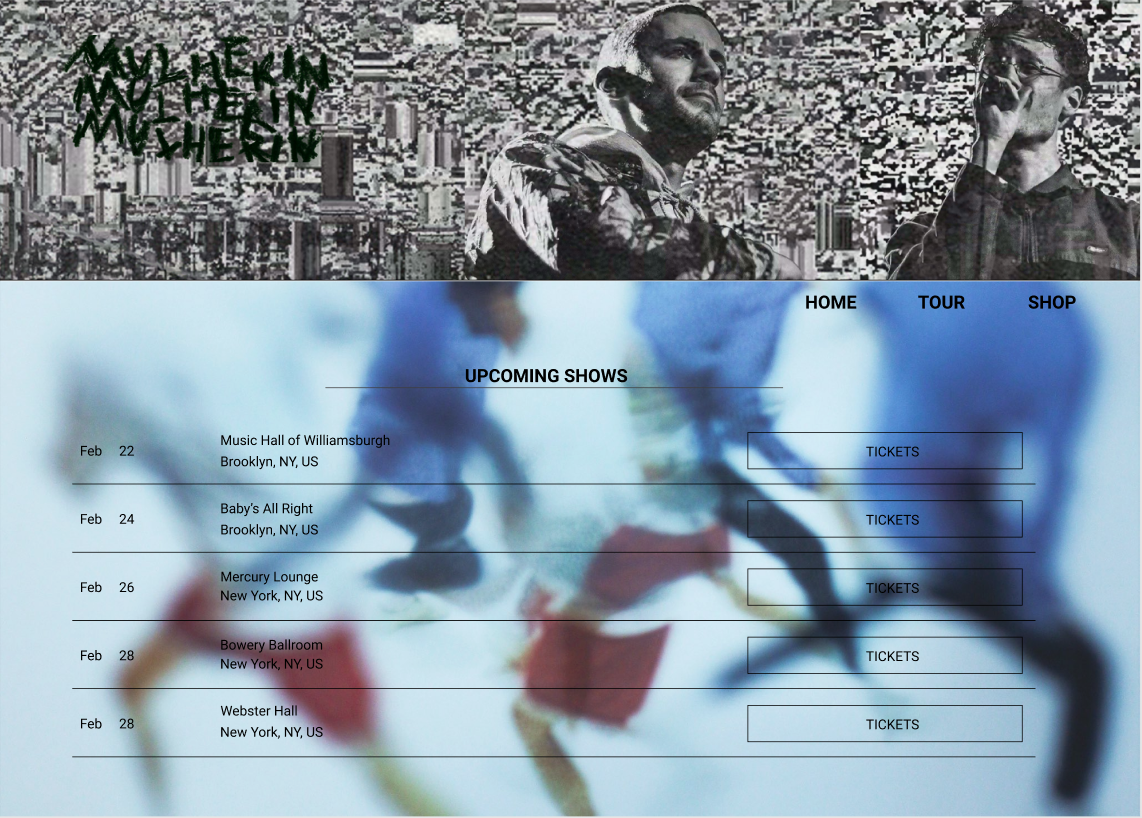 MULHERIN
MULHERIN
MULHERIN
HOME TOUR SHOP
UPCOMING SHOWS
Feb 22 Music Hall of Williamsburgh TICKETS
Brooklyn, NY, US
Feb 24 Baby's All Right TICKETS
Brooklyn, NY, US
Feb 26 Mercury Lounge TICKETS
New York, NY, US
Feb 28 Bowery Ballroom TICKETS
New York, NY, US
Feb 28 Webster Hall TICKETS
New York, NY, US